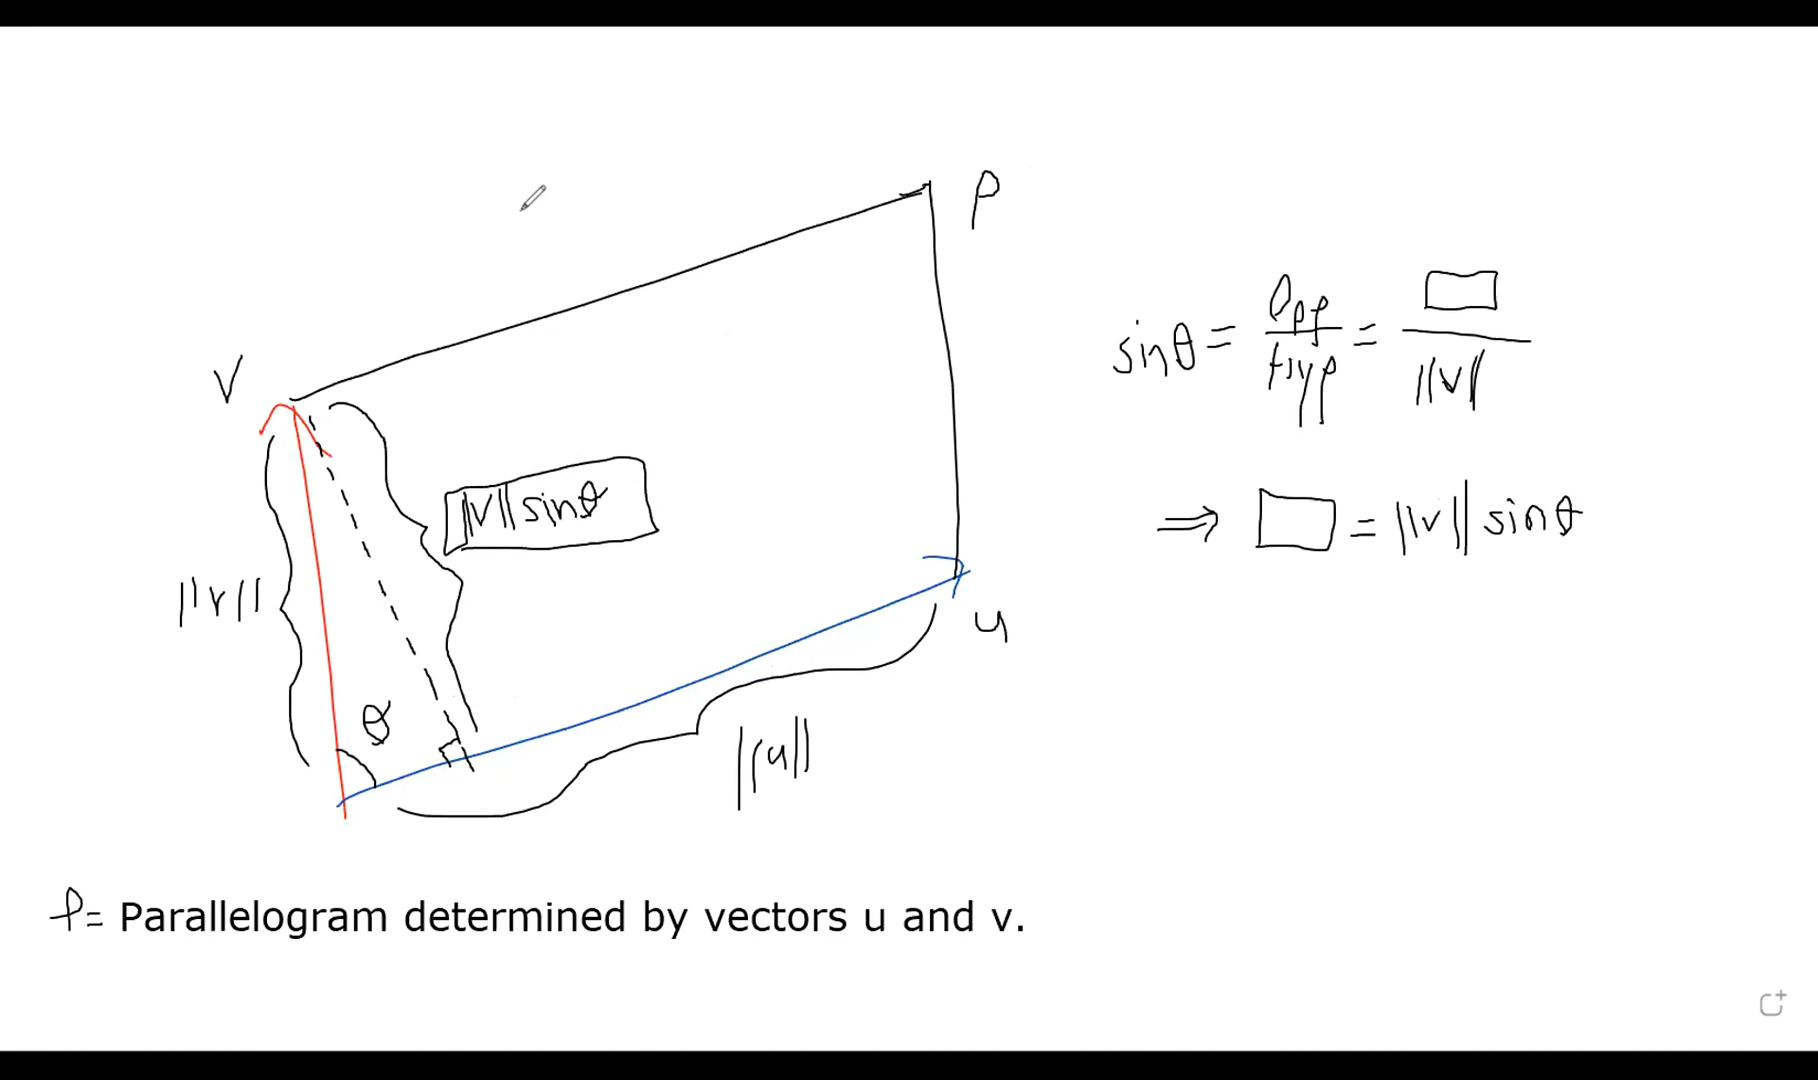 P
sinθ = Opp/Hyp = □/||v||
V
||v|| sinθ
⇒ □ = ||v|| sinθ
||v||
u
θ
||u||
P = Parallelogram determined by vectors u and v.